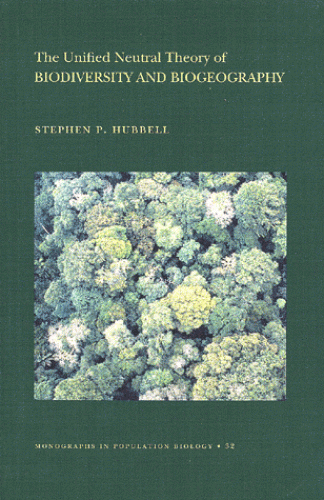 The Unified Neutral Theory of
BIODIVERSITY AND BIOGEOGRAPHY
STEPHEN P. HUBBELL
MONOGRAPHS IN POPULATION BIOLOGY • 32